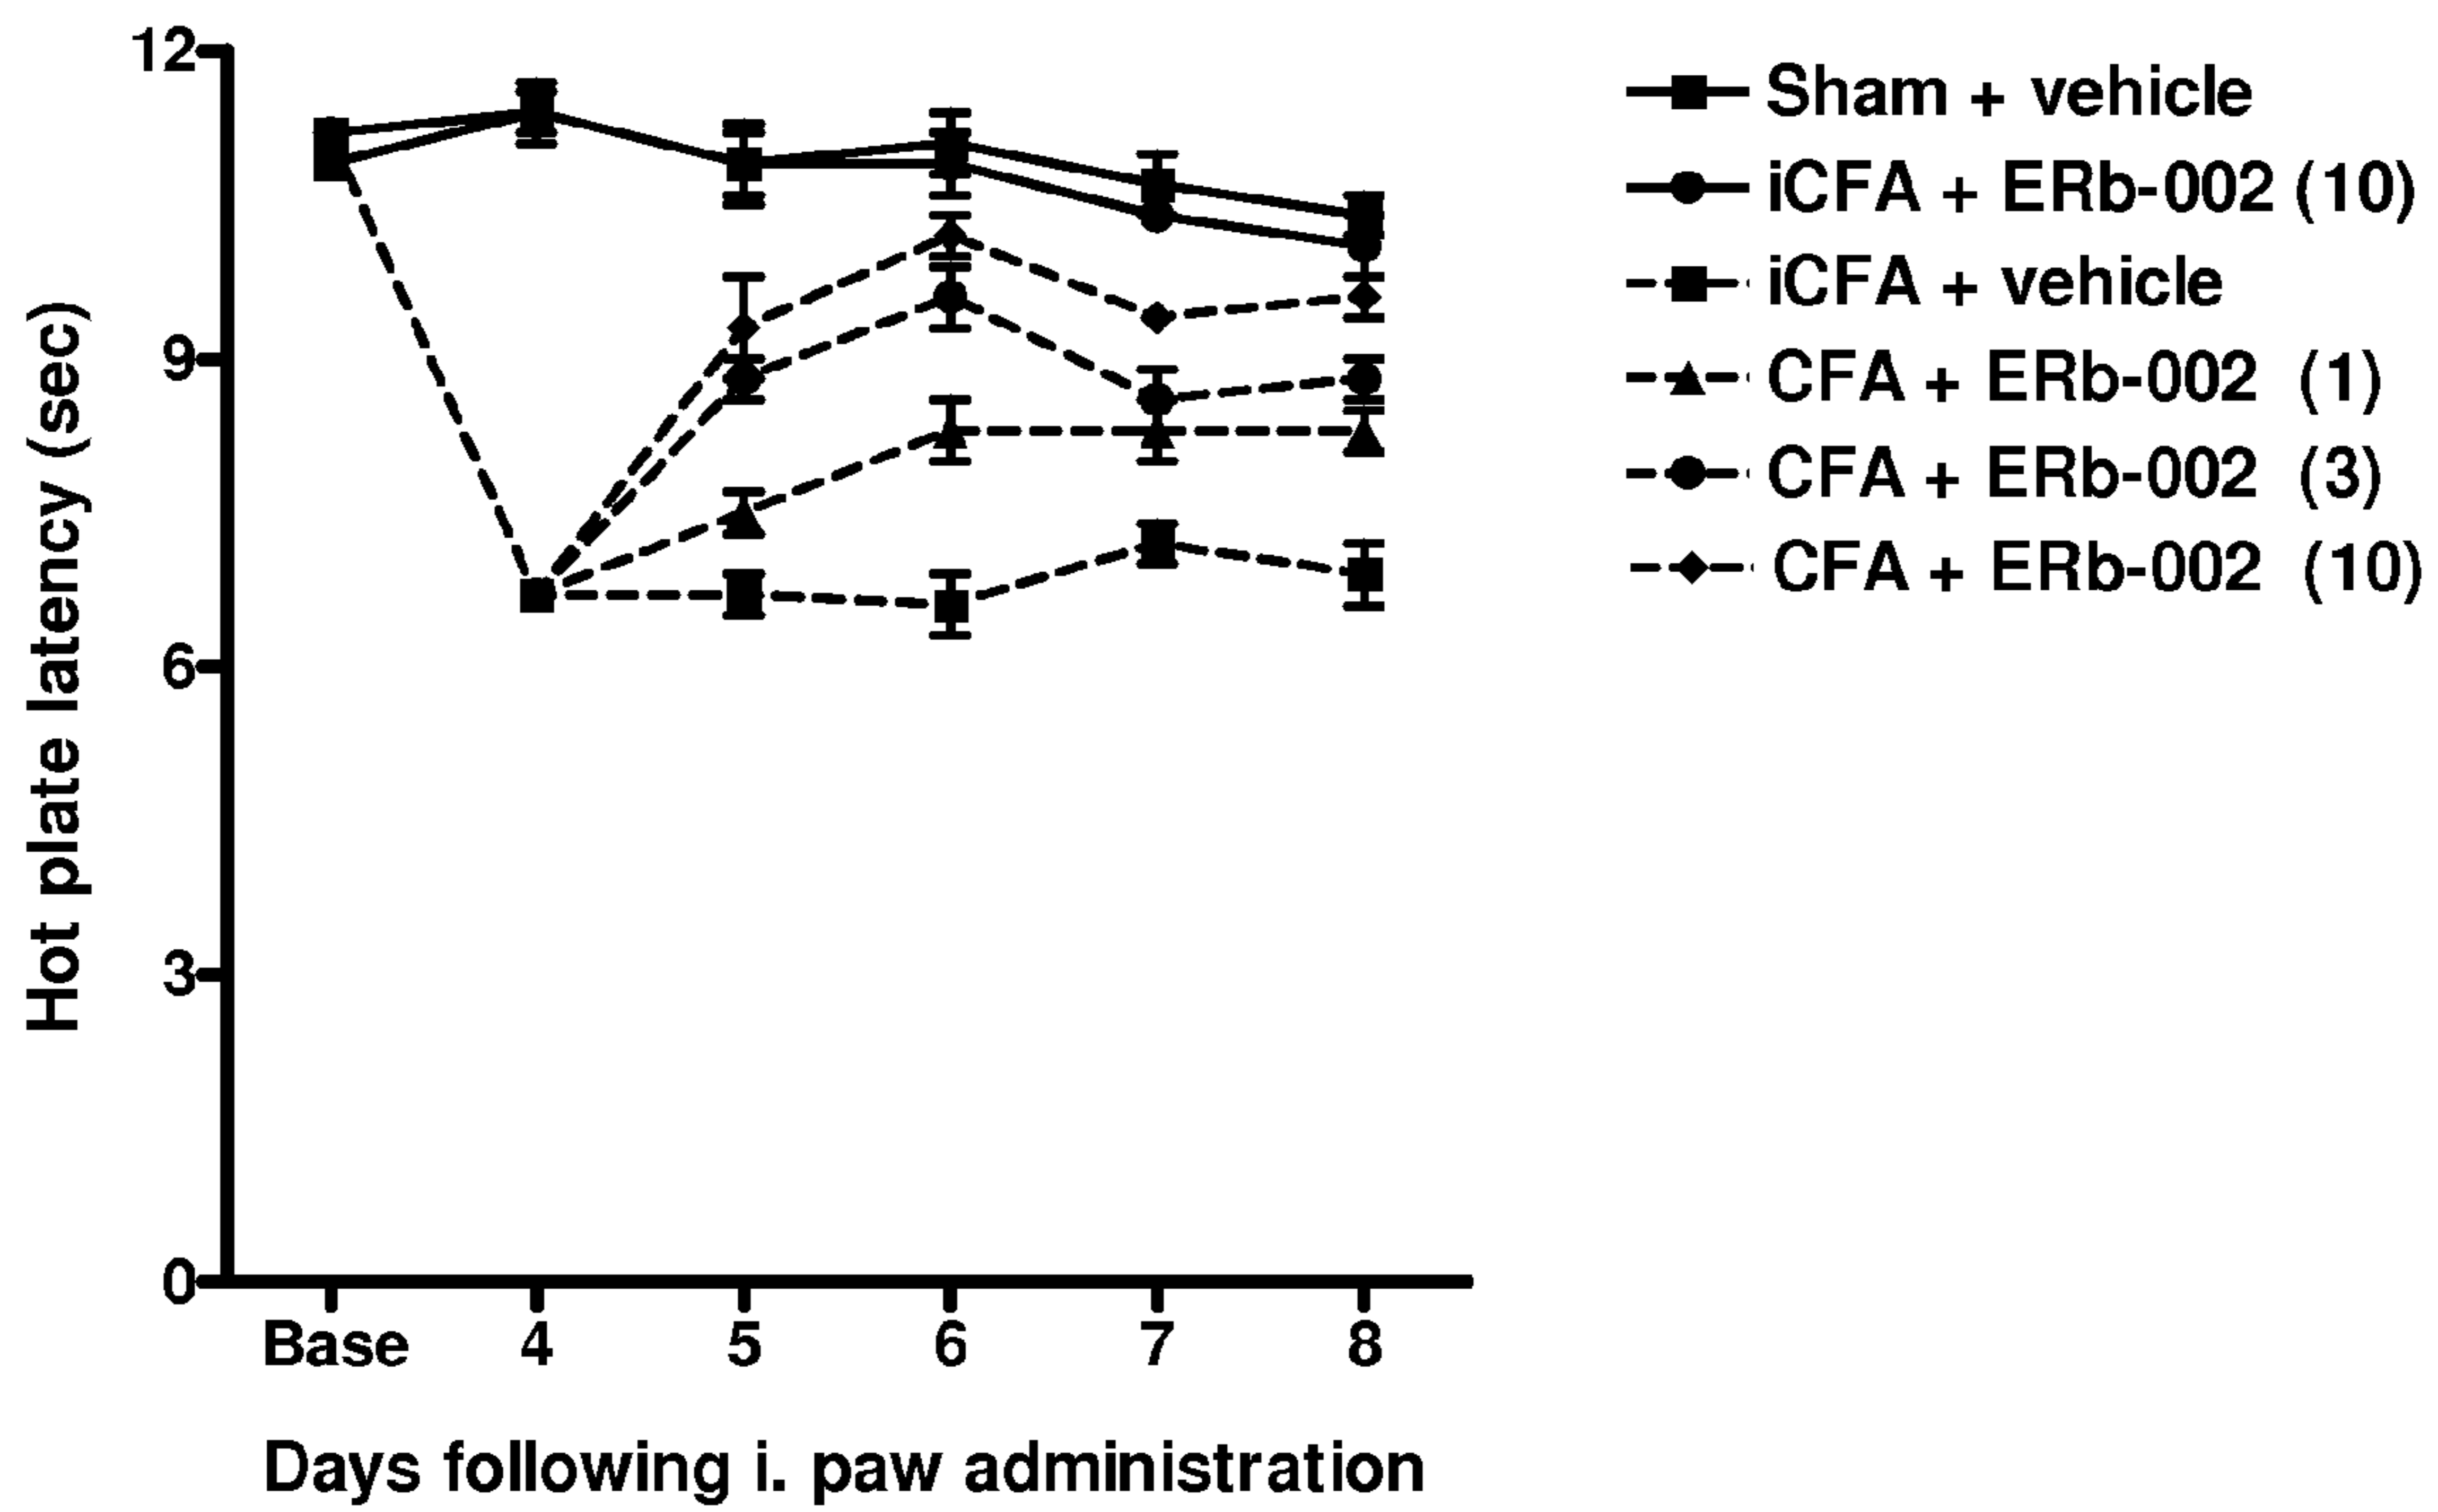 12
9
6
3
0
Hot plate latency (sec)
Base 4 5 6 7 8
Days following i. paw administration
Sham + vehicle
iCFA + ERb-002 (10)
iCFA + vehicle
CFA + ERb-002 (1)
CFA + ERb-002 (3)
CFA + ERb-002 (10)